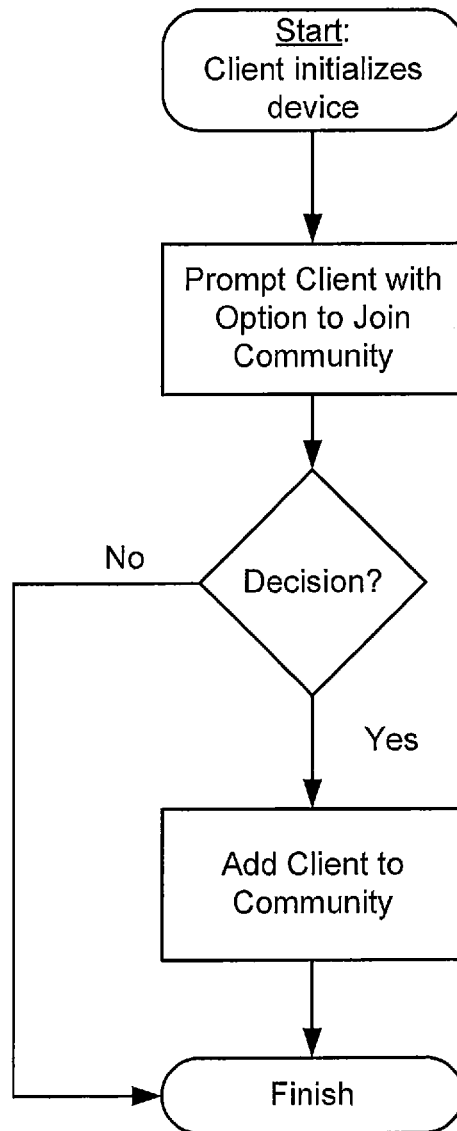 Start:
Client initializes
device
Prompt Client with
Option to Join
Community
No
Decision?
Yes
Add Client to
Community
Finish